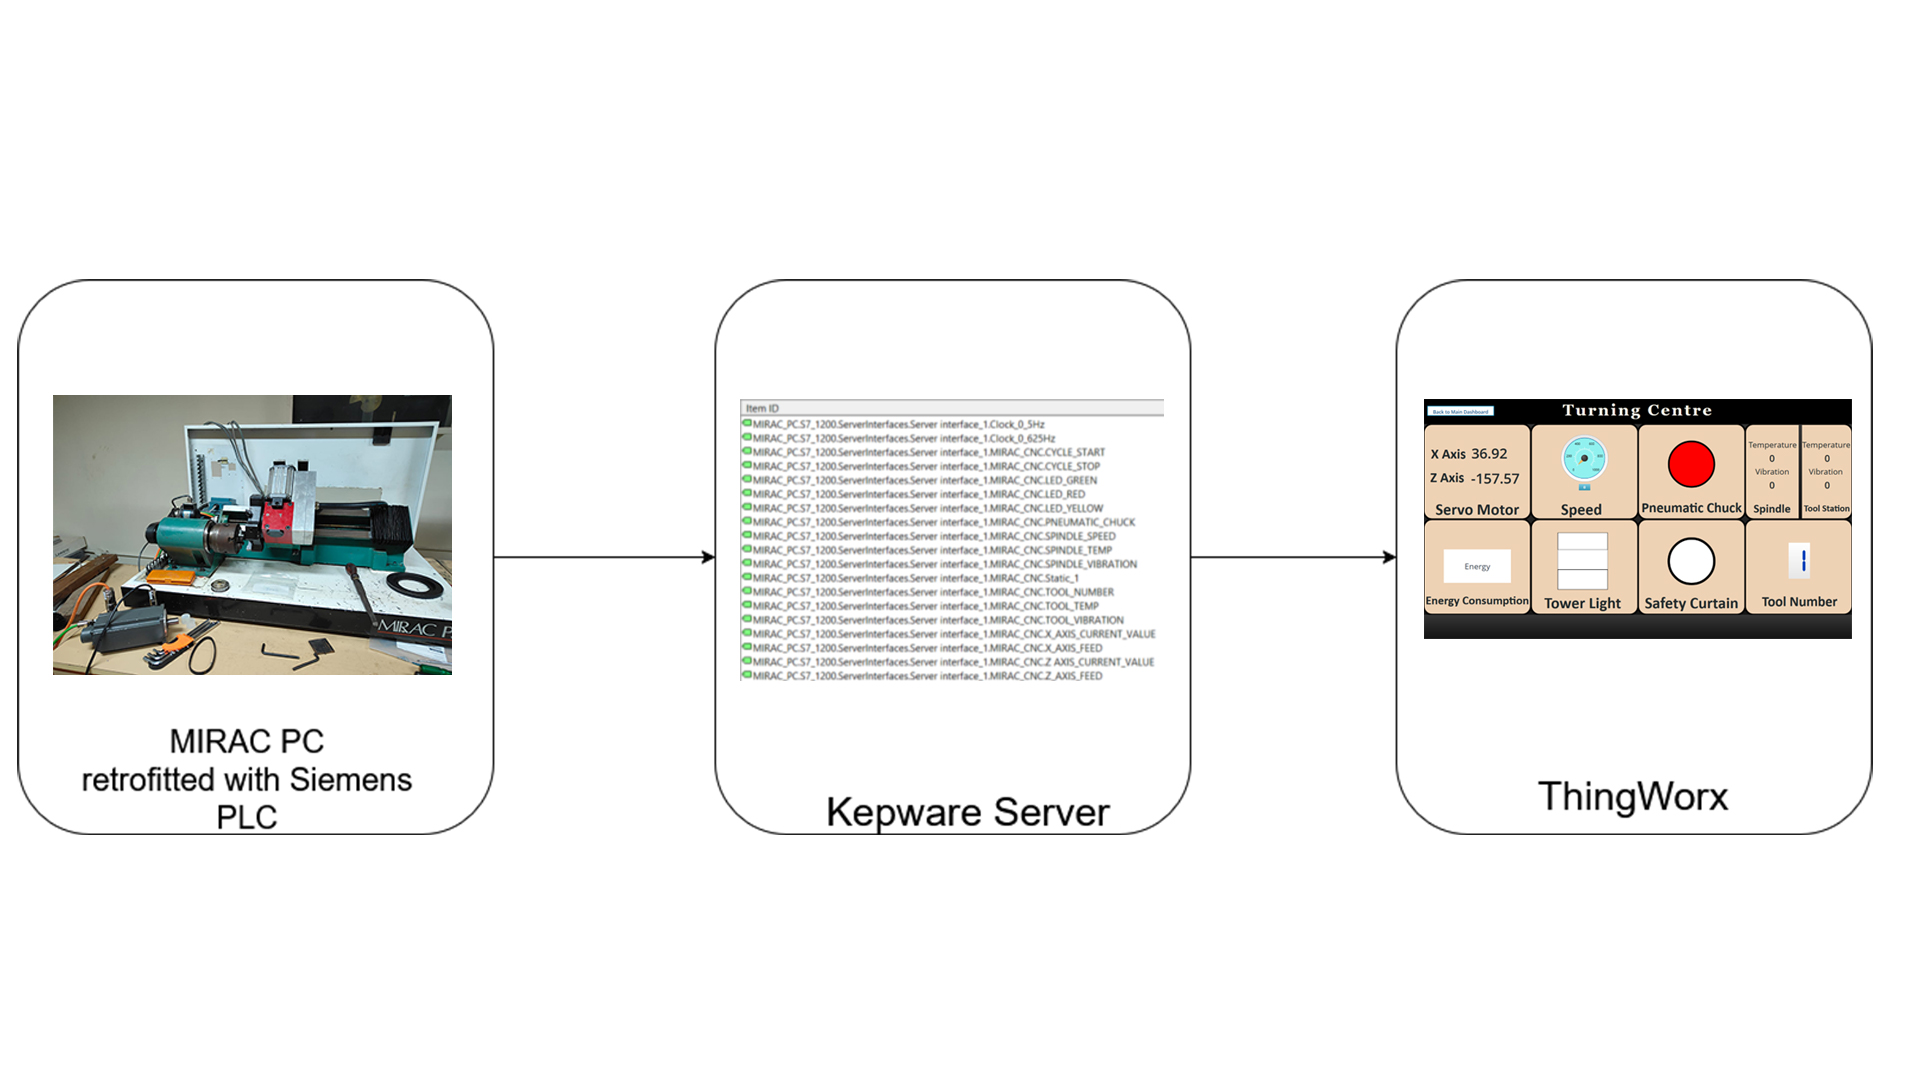 MIRAC P
MIRAC PC
retrofitted with Siemens
PLC
Item ID
MIRAC_PC.S7_1200.ServerInterfaces.Server interface_1.Clock_0_5Hz
MIRAC_PC.S7_1200.ServerInterfaces.Server interface_1.Clock_0_625Hz
MIRAC_PC.S7_1200.ServerInterfaces.Server interface_1.MIRAC_CNC.CYCLE_START
MIRAC_PC.S7_1200.ServerInterfaces.Server interface_1.MIRAC_CNC.CYCLE_STOP
MIRAC_PC.S7_1200.ServerInterfaces.Server interface_1.MIRAC_CNC.LED_GREEN
MIRAC_PC.S7_1200.ServerInterfaces.Server interface_1.MIRAC_CNC.LED_RED
MIRAC_PC.S7_1200.ServerInterfaces.Server interface_1.MIRAC_CNC.LED_YELLOW
MIRAC_PC.S7_1200.ServerInterfaces.Server interface_1.MIRAC_CNC.PNEUMATIC_CHUCK
MIRAC_PC.S7_1200.ServerInterfaces.Server interface_1.MIRAC_CNC.SPINDLE_SPEED
MIRAC_PC.S7_1200.ServerInterfaces.Server interface_1.MIRAC_CNC.SPINDLE_TEMP
MIRAC_PC.S7_1200.ServerInterfaces.Server interface_1.MIRAC_CNC.SPINDLE_VIBRATION
MIRAC_PC.S7_1200.ServerInterfaces.Server interface_1.MIRAC_CNC.Static_1
MIRAC_PC.S7_1200.ServerInterfaces.Server interface_1.MIRAC_CNC.TOOL_NUMBER
MIRAC_PC.S7_1200.ServerInterfaces.Server interface_1.MIRAC_CNC.TOOL_TEMP
MIRAC_PC.S7_1200.ServerInterfaces.Server interface_1.MIRAC_CNC.TOOL_VIBRATION
MIRAC_PC.S7_1200.ServerInterfaces.Server interface_1.MIRAC_CNC.X_AXIS_CURRENT_VALUE
MIRAC_PC.S7_1200.ServerInterfaces.Server interface_1.MIRAC_CNC.X_AXIS_FEED
MIRAC_PC.S7_1200.ServerInterfaces.Server interface_1.MIRAC_CNC.Z AXIS_CURRENT_VALUE
MIRAC_PC.S7_1200.ServerInterfaces.Server interface_1.MIRAC_CNC.Z_AXIS_FEED
Kepware Server
Back to Main Dashboard
Turning Centre
X Axis 36.92
Z Axis -157.57
Servo Motor
Speed
Pneumatic Chuck
Temperature
0
Vibration
0
Spindle
Temperature
0
Vibration
0
Tool Station
Energy
Energy Consumption
Tower Light
Safety Curtain
1
Tool Number
ThingWorx